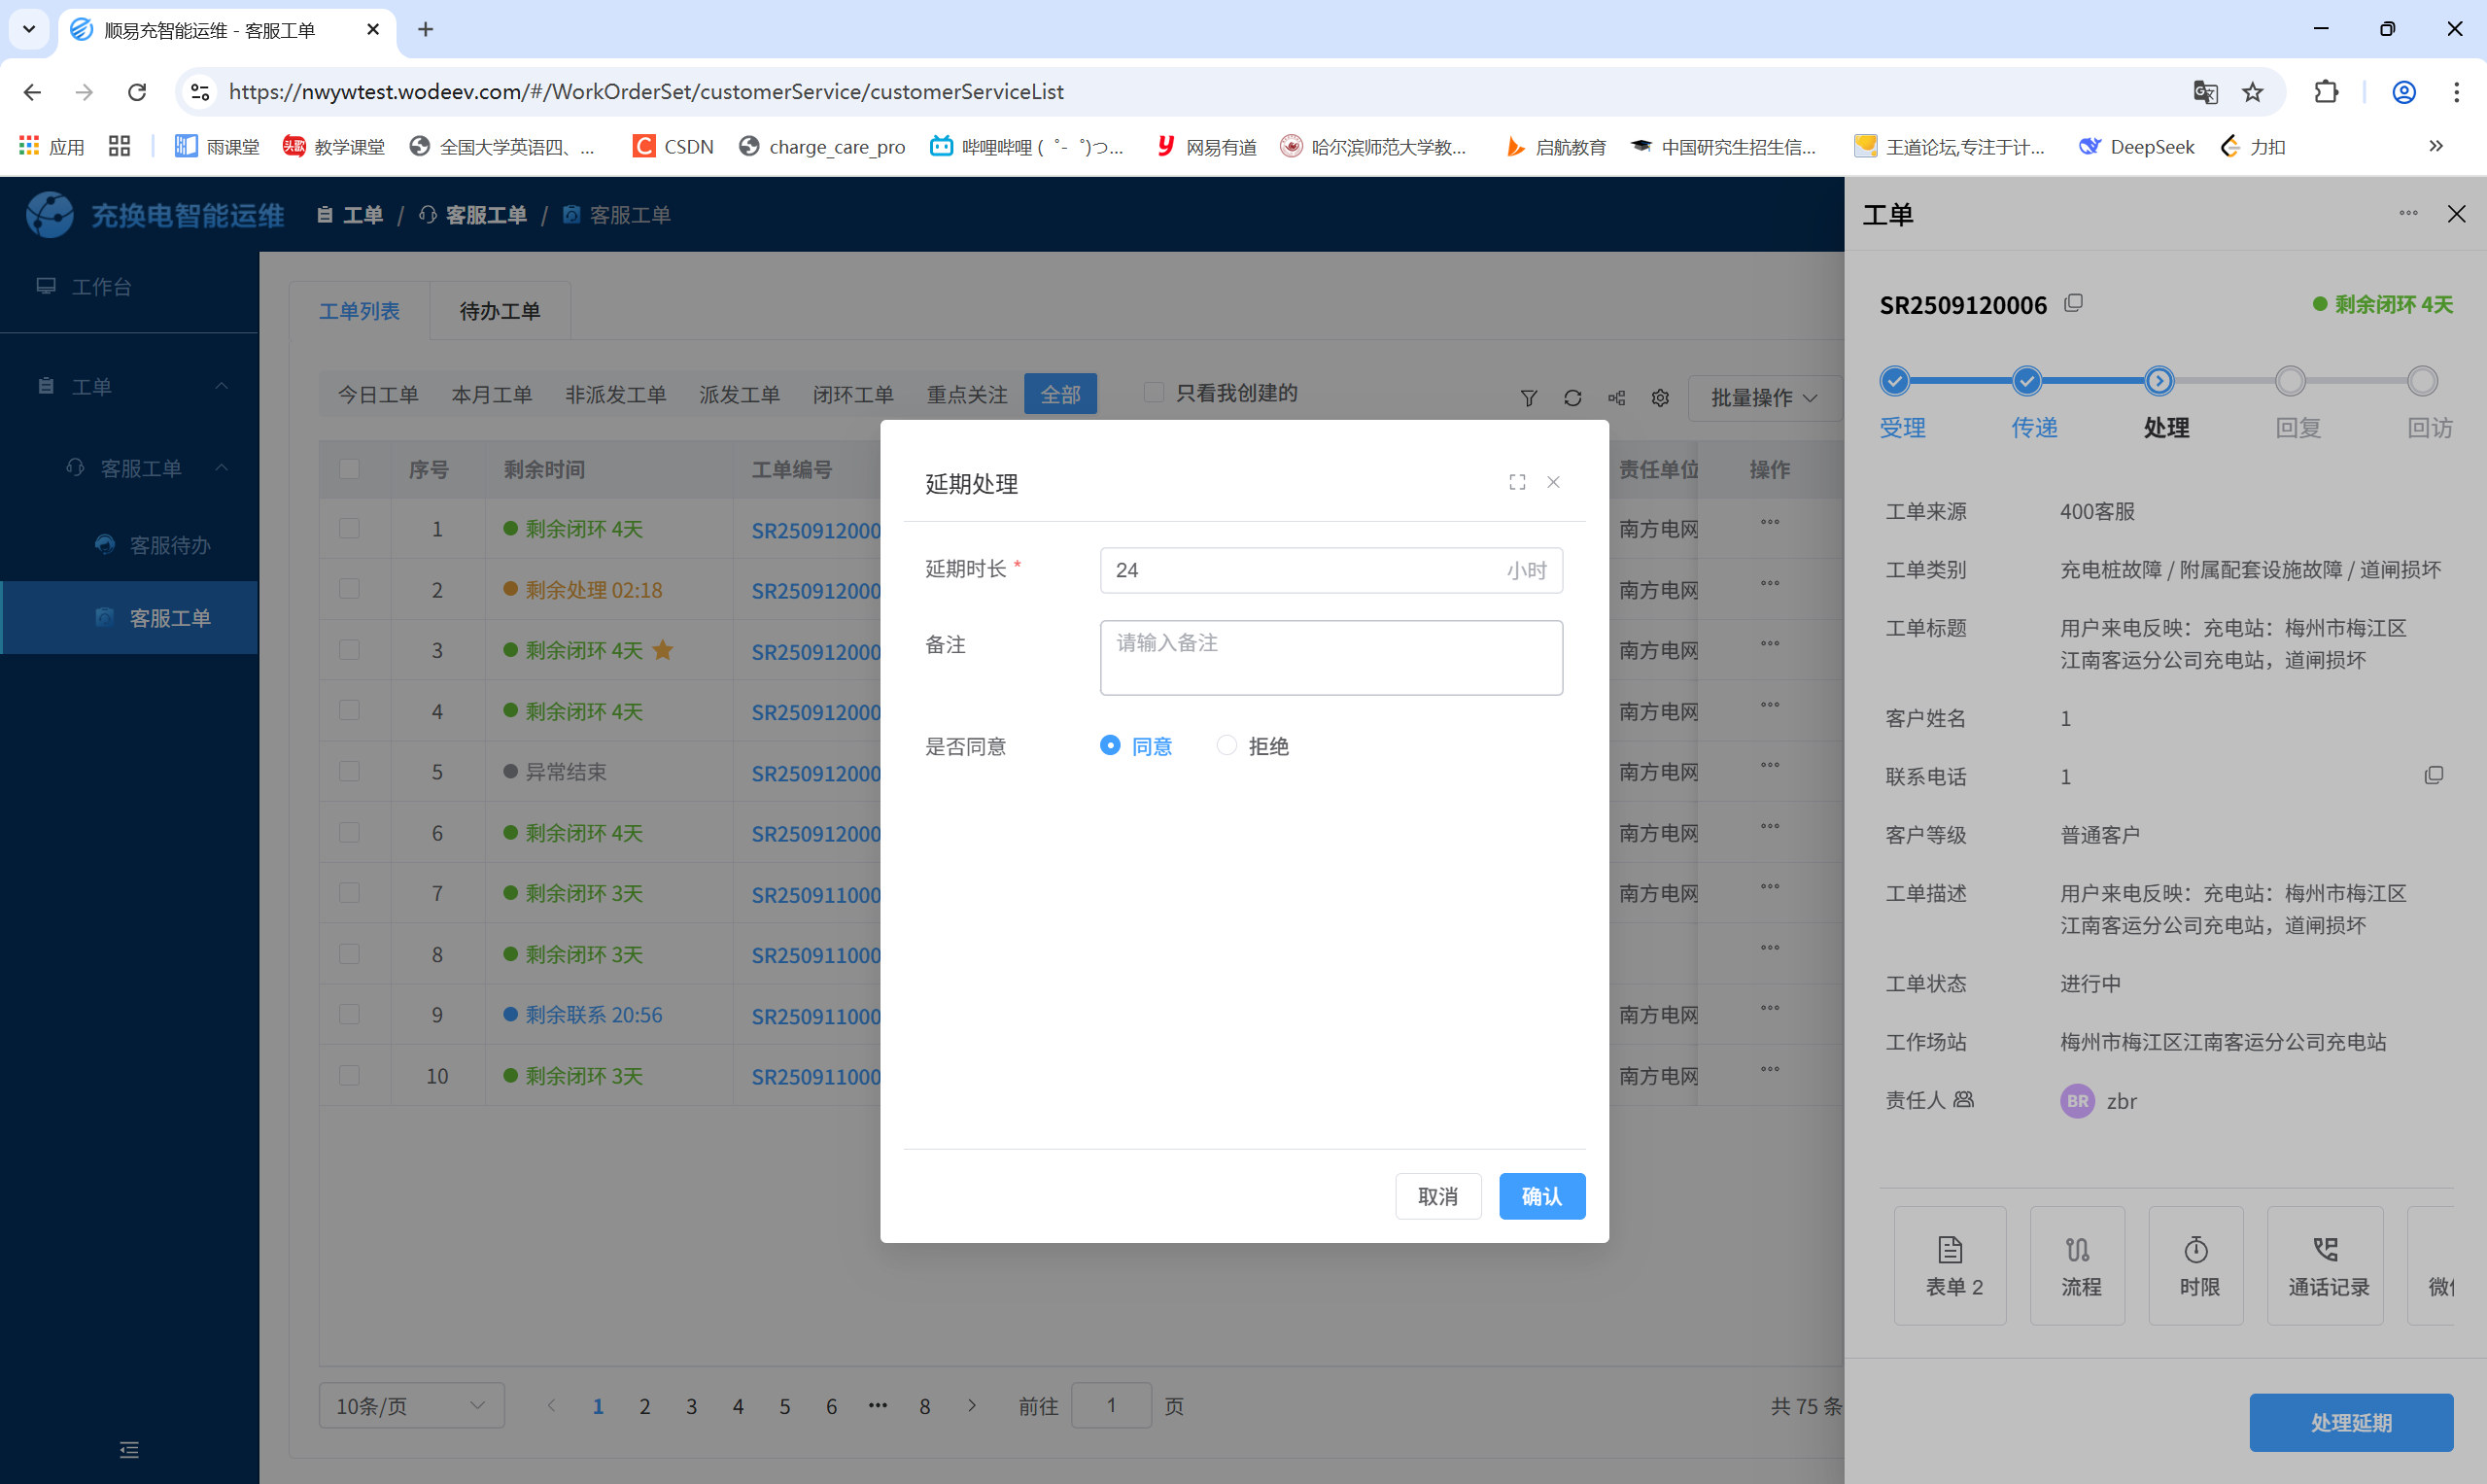 顺易充智能运维 - 客服工单
https://nwywtest.wodeev.com/#/WorkOrderSet/customerService/customerServiceList
应用 雨课堂 教学课堂 全国大学英语四、... CSDN charge_care_pro 哔哩哔哩 ( ゜- ゜)つ... 网易有道 哈尔滨师范大学教... 启航教育 中国研究生招生信... 王道论坛,专注于计... DeepSeek 力扣
充换电智能运维 工单 / 客服工单 / 客服工单
工作台
工单
客服工单
客服待办
客服工单
工单列表 待办工单
今日工单 本月工单 非派发工单 派发工单 闭环工单 重点关注 全部 只看我创建的 批量操作
序号 剩余时间 工单编号 责任单位 操作
1 剩余闭环 4天 SR250912000 南方电网
2 剩余处理 02:18 SR250912000 南方电网
3 剩余闭环 4天 SR250912000 南方电网
4 剩余闭环 4天 SR250912000 南方电网
5 异常结束 SR250912000 南方电网
6 剩余闭环 4天 SR250912000 南方电网
7 剩余闭环 3天 SR250911000 南方电网
8 剩余闭环 3天 SR250911000
9 剩余联系 20:56 SR250911000 南方电网
10 剩余闭环 3天 SR250911000 南方电网
10条/页 1 2 3 4 5 6 ••• 8 前往 1 页 共 75 条
延期处理
延期时长 * 24 小时
备注 请输入备注
是否同意 同意 拒绝
取消 确认
工单
SR2509120006 剩余闭环 4天
受理 传递 处理 回复 回访
工单来源 400客服
工单类别 充电桩故障 / 附属配套设施故障 / 道闸损坏
工单标题 用户来电反映：充电站：梅州市梅江区
江南客运分公司充电站，道闸损坏
客户姓名 1
联系电话 1
客户等级 普通客户
工单描述 用户来电反映：充电站：梅州市梅江区
江南客运分公司充电站，道闸损坏
工单状态 进行中
工作场站 梅州市梅江区江南客运分公司充电站
责任人 BR zbr
表单 2 流程 时限 通话记录
处理延期